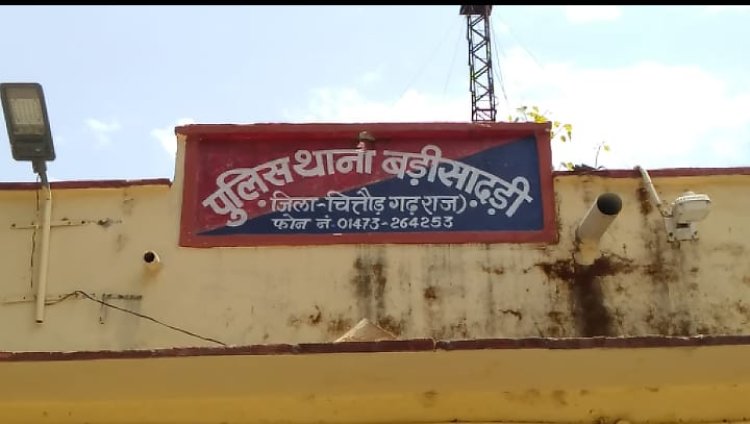 पुलिस थाना बड़ीसादड़ी
जिला-चित्तौड़ गढ़ राज).
फोन नं-01473-264253